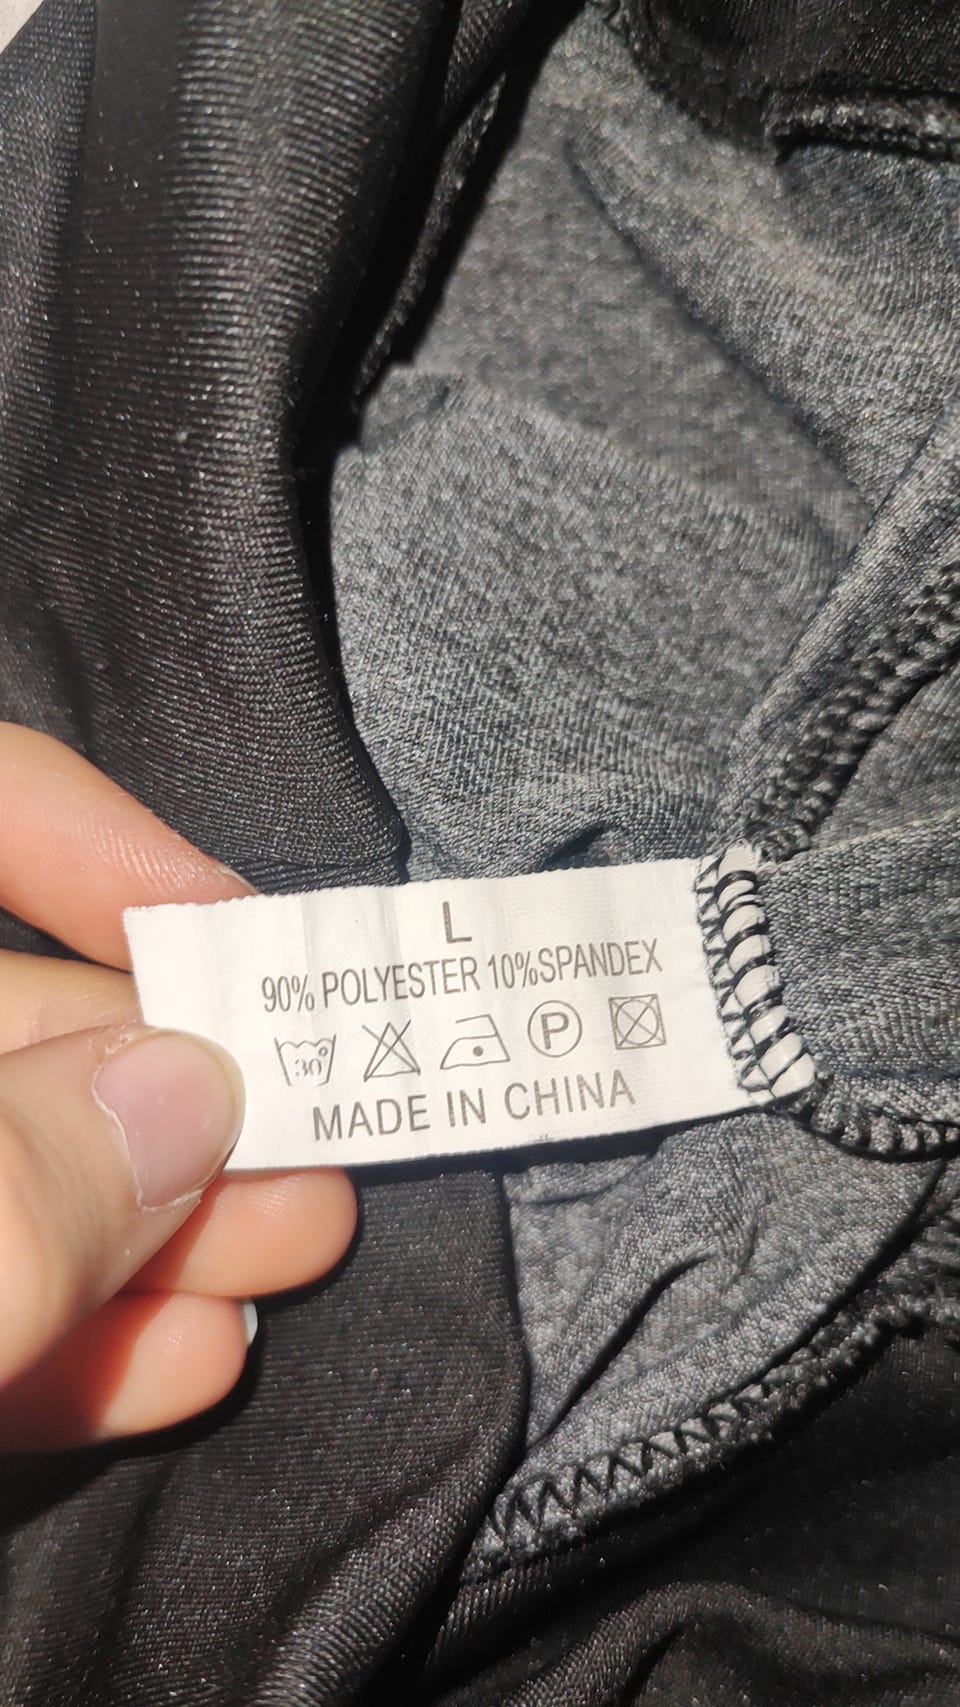 L
90% POLYESTER 10%SPANDEX
30° P
MADE IN CHINA